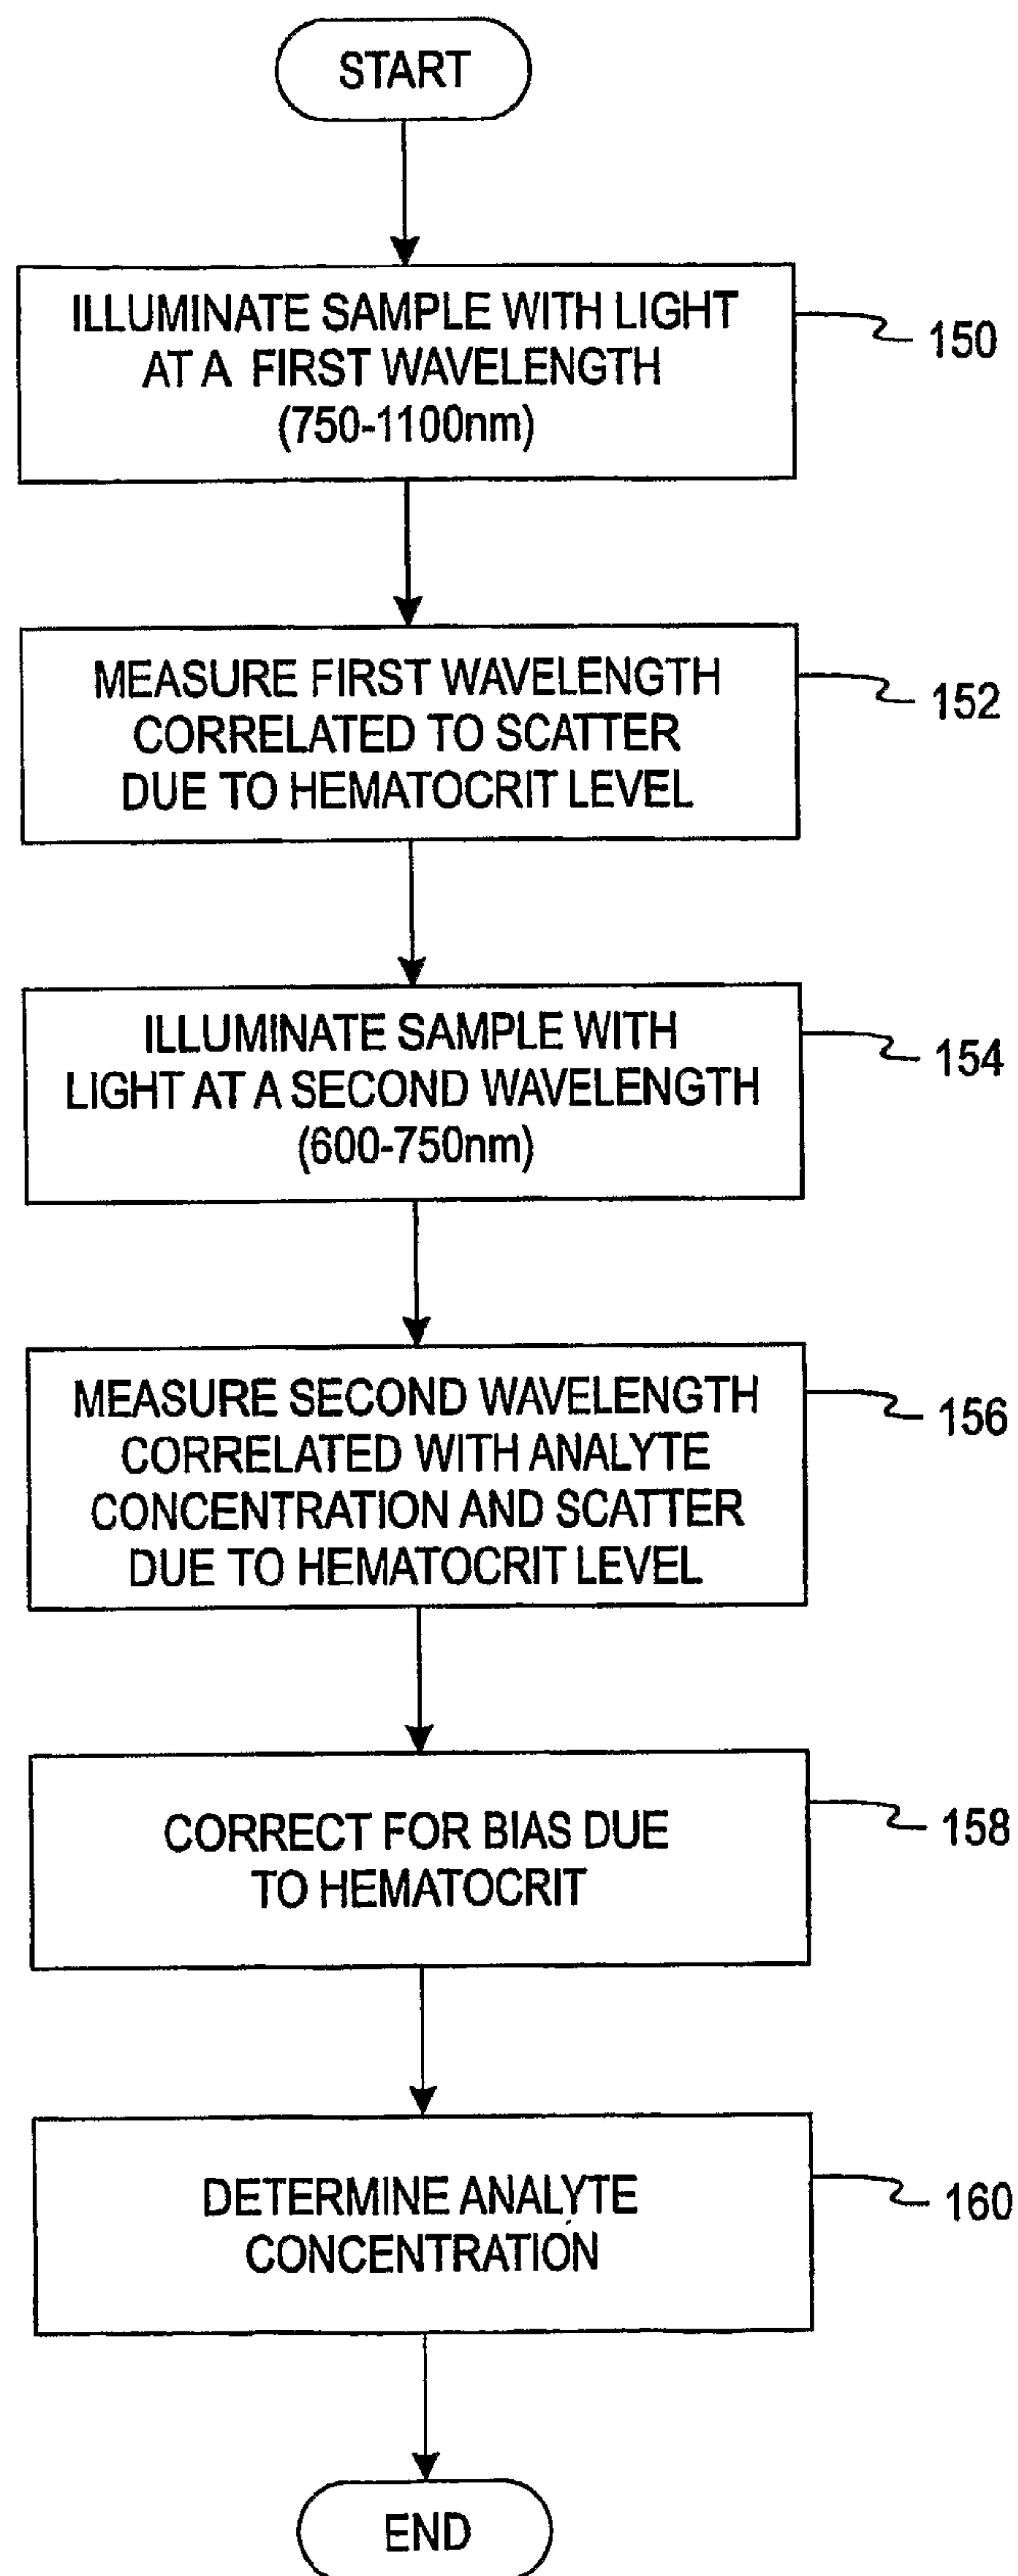 START
ILLUMINATE SAMPLE WITH LIGHT
AT A FIRST WAVELENGTH
(750-1100nm)
150
MEASURE FIRST WAVELENGTH
CORRELATED TO SCATTER
DUE TO HEMATOCRIT LEVEL
152
ILLUMINATE SAMPLE WITH
LIGHT AT A SECOND WAVELENGTH
(600-750nm)
154
MEASURE SECOND WAVELENGTH
CORRELATED WITH ANALYTE
CONCENTRATION AND SCATTER
DUE TO HEMATOCRIT LEVEL
156
CORRECT FOR BIAS DUE
TO HEMATOCRIT
158
DETERMINE ANALYTE
CONCENTRATION
160
END